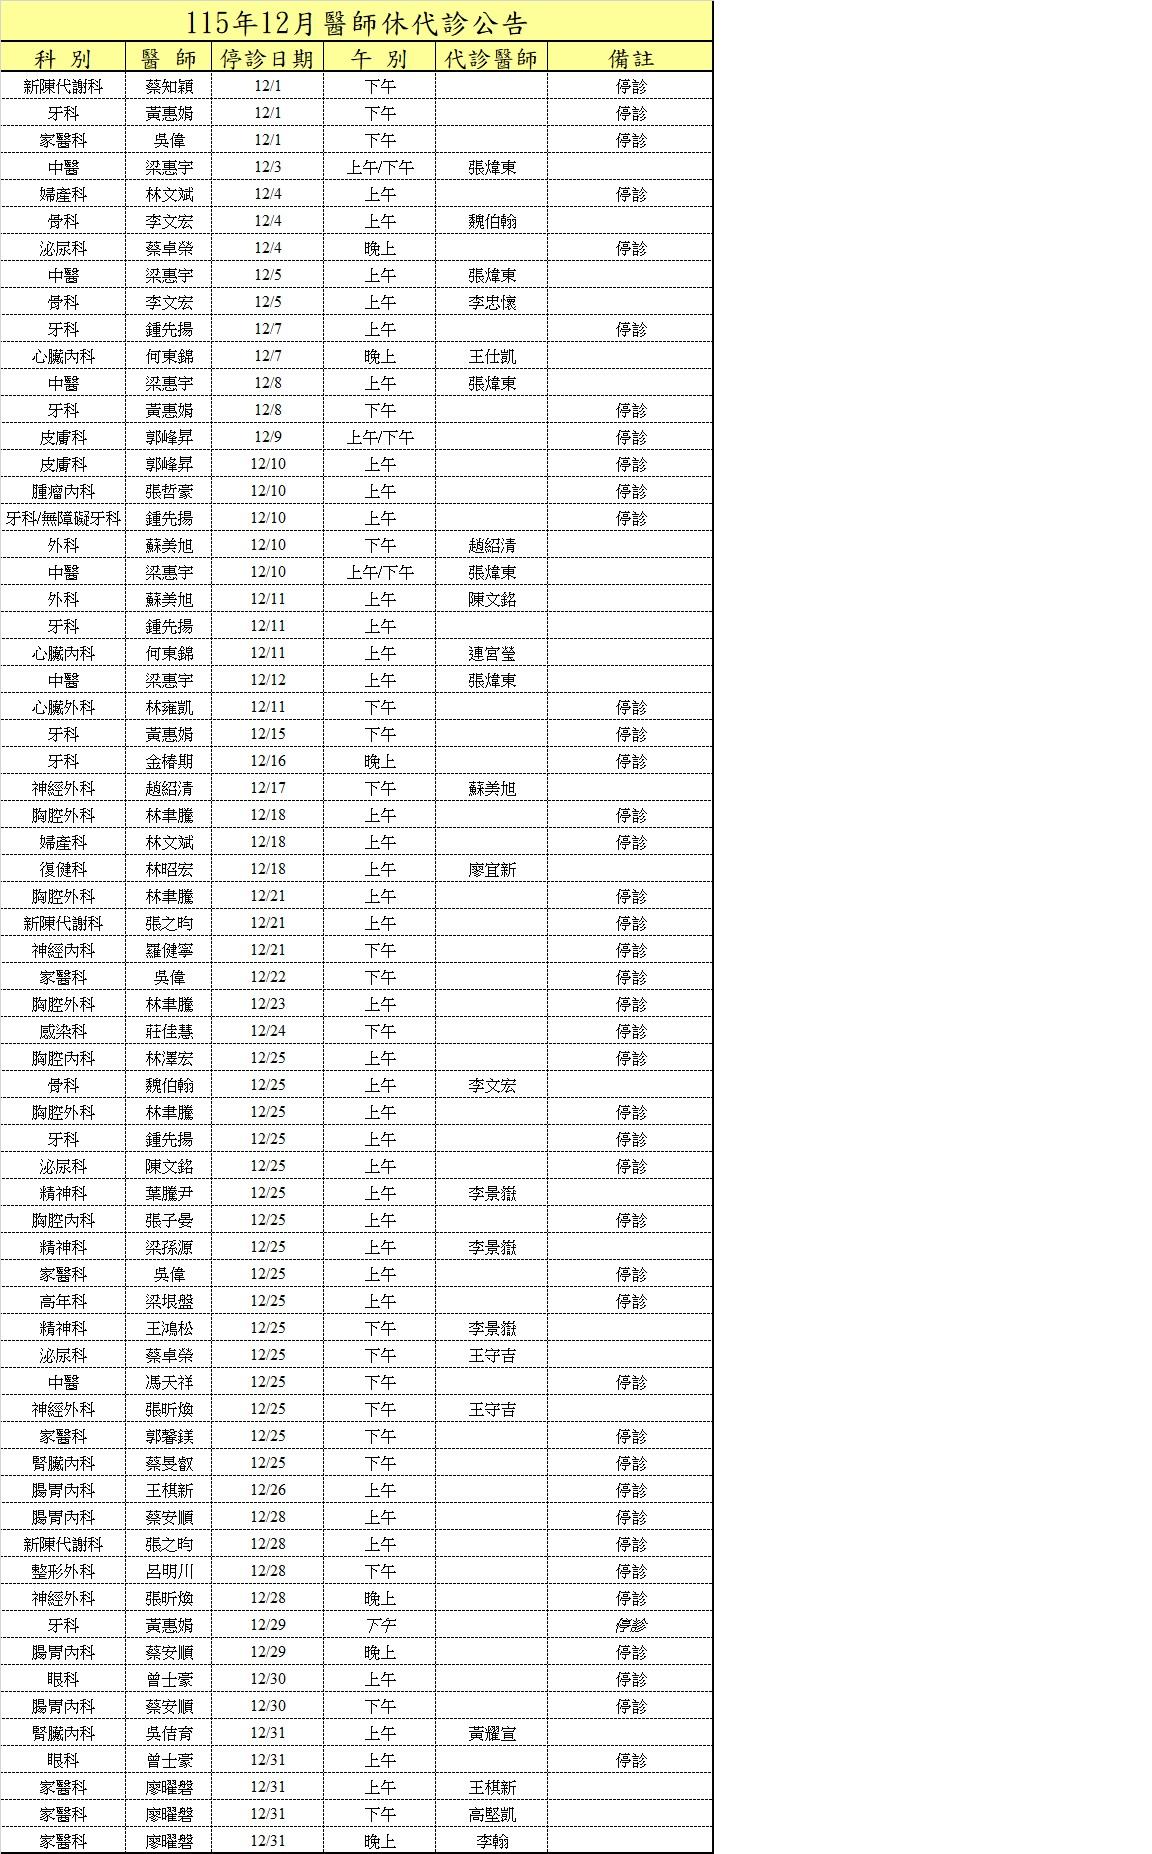 115年12月醫師休代診公告
科 別 醫 師 停診日期 午 別 代診醫師 備註
新陳代謝科 蔡知穎 12/1 下午 停診
牙科 黃惠娟 12/1 下午 停診
家醫科 吳偉 12/1 下午 停診
中醫 梁惠宇 12/3 上午/下午 張煒東
婦產科 林文斌 12/4 上午 停診
骨科 李文宏 12/4 上午 魏伯翰
泌尿科 蔡卓榮 12/4 晚上 停診
中醫 梁惠宇 12/5 上午 張煒東
骨科 李文宏 12/5 上午 李忠懷
牙科 鍾先揚 12/7 上午 停診
心臟內科 何東錦 12/7 晚上 王仕凱
中醫 梁惠宇 12/8 上午 張煒東
牙科 黃惠娟 12/8 下午 停診
皮膚科 郭峰昇 12/9 上午/下午 停診
皮膚科 郭峰昇 12/10 上午 停診
腫瘤內科 張哲豪 12/10 上午 停診
牙科/無障礙牙科 鍾先揚 12/10 上午 停診
外科 蘇美旭 12/10 下午 趙紹清
中醫 梁惠宇 12/10 上午/下午 張煒東
外科 蘇美旭 12/11 上午 陳文銘
牙科 鍾先揚 12/11 上午
心臟內科 何東錦 12/11 上午 連宮瑩
中醫 梁惠宇 12/12 上午 張煒東
心臟外科 林雍凱 12/11 下午 停診
牙科 黃惠娟 12/15 下午 停診
牙科 金椿期 12/16 晚上 停診
神經外科 趙紹清 12/17 下午 蘇美旭
胸腔外科 林聿騰 12/18 上午 停診
婦產科 林文斌 12/18 上午 停診
復健科 林昭宏 12/18 上午 廖宜新
胸腔外科 林聿騰 12/21 上午 停診
新陳代謝科 張之昀 12/21 上午 停診
神經內科 羅健寧 12/21 下午 停診
家醫科 吳偉 12/22 下午 停診
胸腔外科 林聿騰 12/23 上午 停診
感染科 莊佳慧 12/24 下午 停診
胸腔內科 林澤宏 12/25 上午 停診
骨科 魏伯翰 12/25 上午 李文宏
胸腔外科 林聿騰 12/25 上午 停診
牙科 鍾先揚 12/25 上午 停診
泌尿科 陳文銘 12/25 上午 停診
精神科 葉騰尹 12/25 上午 李景嶽
胸腔內科 張子晏 12/25 上午 停診
精神科 梁孫源 12/25 上午 李景嶽
家醫科 吳偉 12/25 上午 停診
高年科 梁垠盤 12/25 上午 停診
精神科 王鴻松 12/25 下午 李景嶽
泌尿科 蔡卓榮 12/25 下午 王守吉
中醫 馮天祥 12/25 下午 停診
神經外科 張昕煥 12/25 下午 王守吉
家醫科 郭馨鎂 12/25 下午 停診
腎臟內科 蔡旻叡 12/25 下午 停診
腸胃內科 王棋新 12/26 上午 停診
腸胃內科 蔡安順 12/28 上午 停診
新陳代謝科 張之昀 12/28 上午 停診
整形外科 呂明川 12/28 下午 停診
神經外科 張昕煥 12/28 晚上 停診
牙科 黃惠娟 12/29 下午 停診
腸胃內科 蔡安順 12/29 晚上 停診
眼科 曾士豪 12/30 上午 停診
腸胃內科 蔡安順 12/30 下午 停診
腎臟內科 吳佶育 12/31 上午 黃耀宣
眼科 曾士豪 12/31 上午 停診
家醫科 廖曜磐 12/31 上午 王棋新
家醫科 廖曜磐 12/31 下午 高堅凱
家醫科 廖曜磐 12/31 晚上 李翰